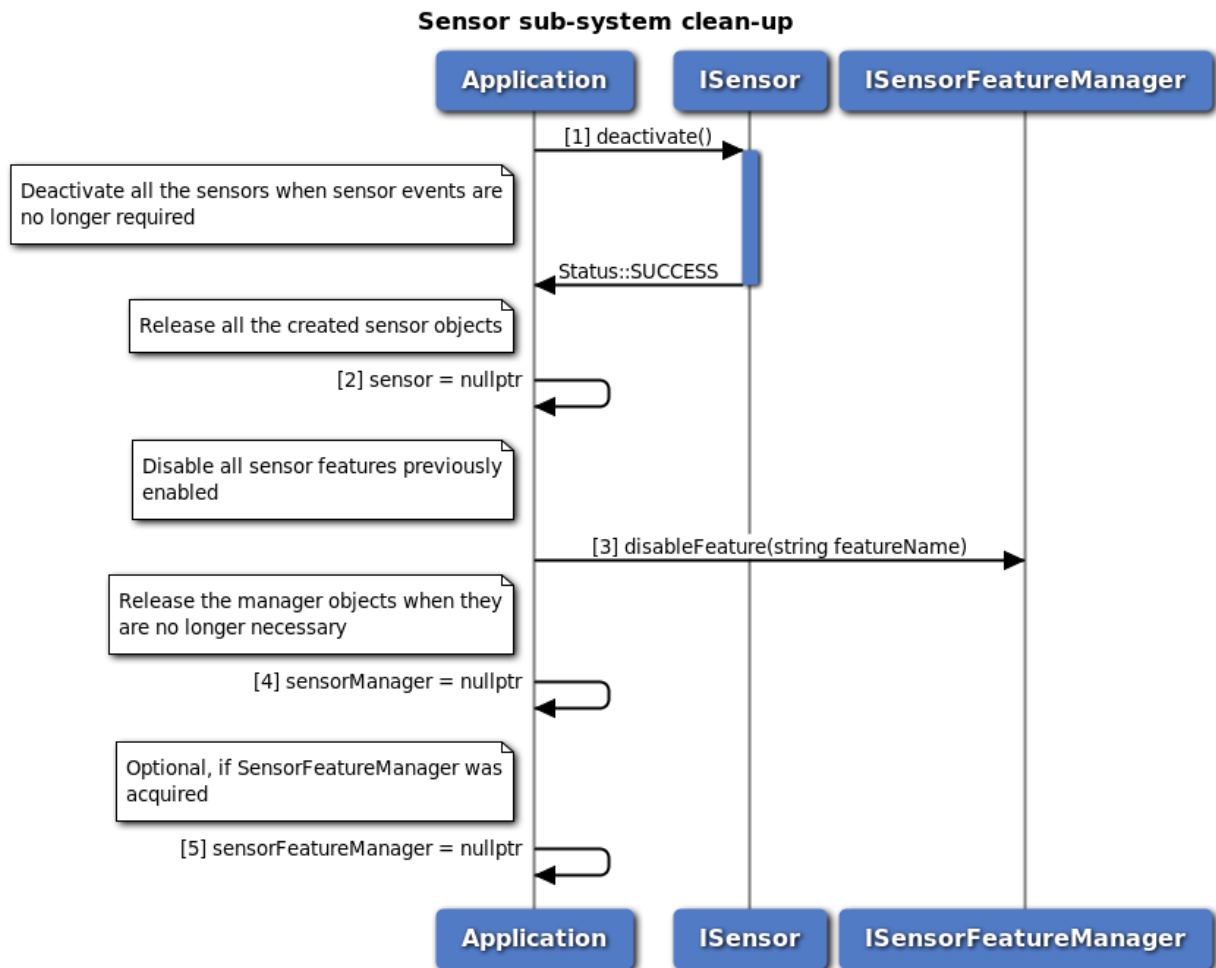 Sensor sub-system clean-up
Application
ISensor
ISensorFeatureManager
[1] deactivate()
Deactivate all the sensors when sensor events are
no longer required
Status::SUCCESS
Release all the created sensor objects
[2] sensor = nullptr
Disable all sensor features previously
enabled
[3] disableFeature(string featureName)
Release the manager objects when they
are no longer necessary
[4] sensorManager = nullptr
Optional, if SensorFeatureManager was
acquired
[5] sensorFeatureManager = nullptr
Application
ISensor
ISensorFeatureManager